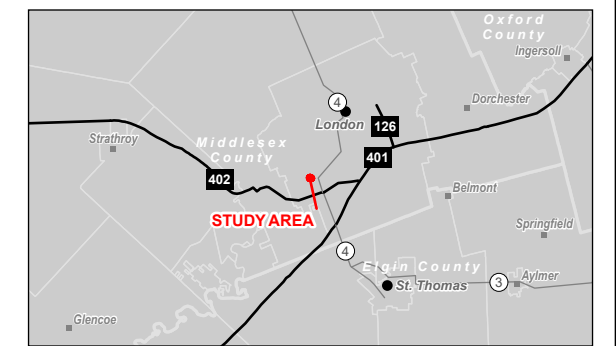 Oxford
County
Ingersoll
4
Dorchester
London
126
Strathroy
Middlesex
County
401
402
Belmont
STUDY AREA
Springfield
4
Elgin County
3
Aylmer
St. Thomas
Glencoe